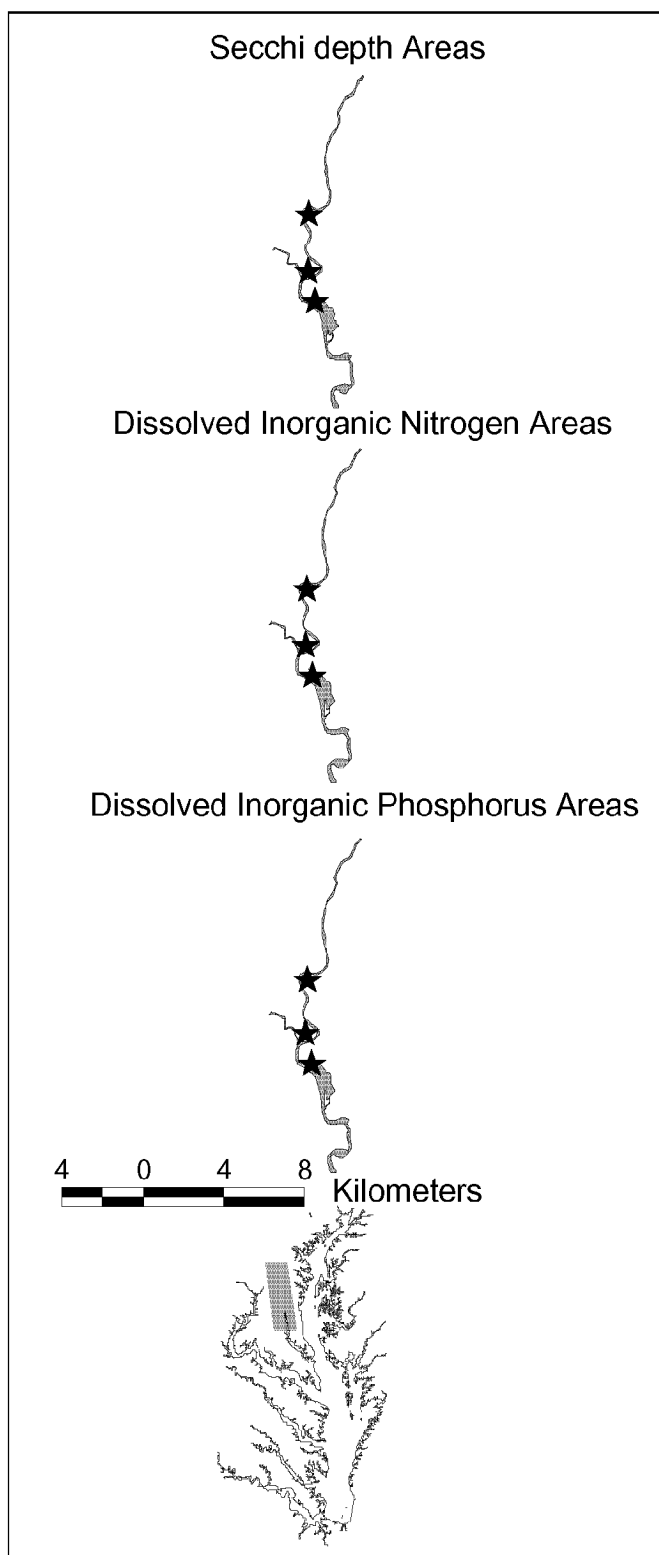 Secchi depth Areas
Dissolved Inorganic Nitrogen Areas
Dissolved Inorganic Phosphorus Areas
4 0 4 8
Kilometers